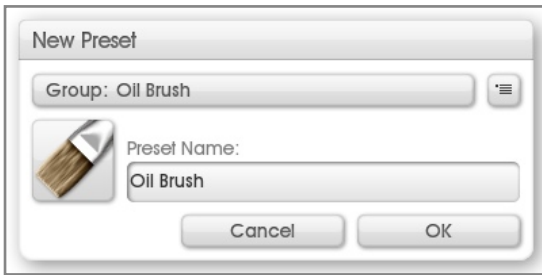 New Preset
Group: Oil Brush
Preset Name:
Oil Brush
Cancel OK